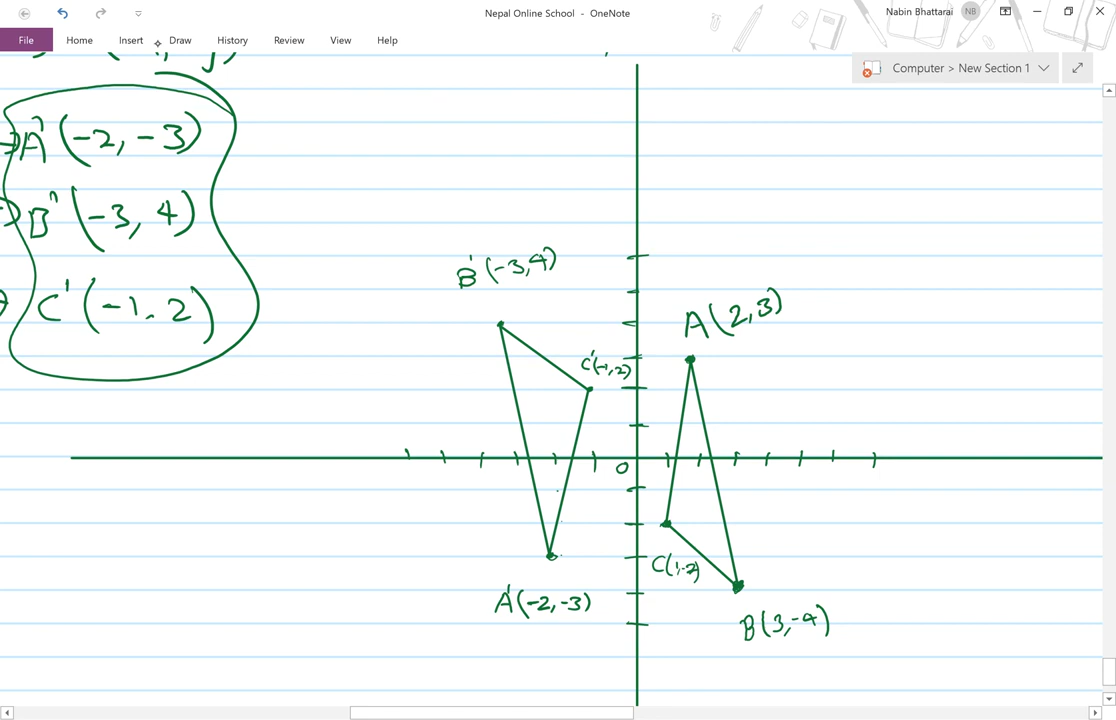 Nepal Online School - OneNote
Nabin Bhattarai NB
File Home Insert Draw History Review View Help
Computer > New Section 1
A'(-2, -3)
B'(-3, 4)
C'(-1, 2)
B'(-3,4)
A(2,3)
C'(-1,2)
O
C(1,-2)
A'(-2,-3)
B(3,-4)